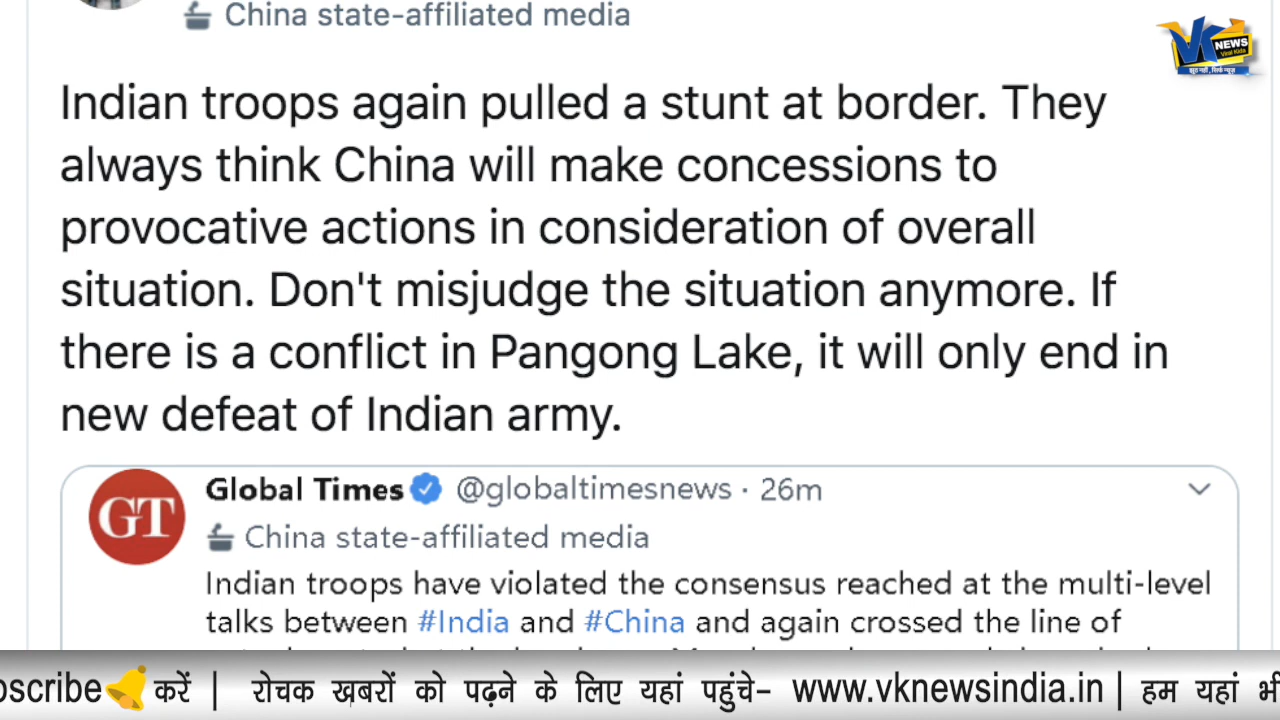 China state-affiliated media
VK NEWS
Viral Kida
Indian troops again pulled a stunt at border. They
always think China will make concessions to
provocative actions in consideration of overall
situation. Don't misjudge the situation anymore. If
there is a conflict in Pangong Lake, it will only end in
new defeat of Indian army.
GT
Global Times @globaltimesnews · 26m
China state-affiliated media
Indian troops have violated the consensus reached at the multi-level
talks between #India and #China and again crossed the line of
करें | रोचक ख़बरों को पढ़ने के लिए यहां पहुंचे- www.vknewsindia.in | हम यहां भी